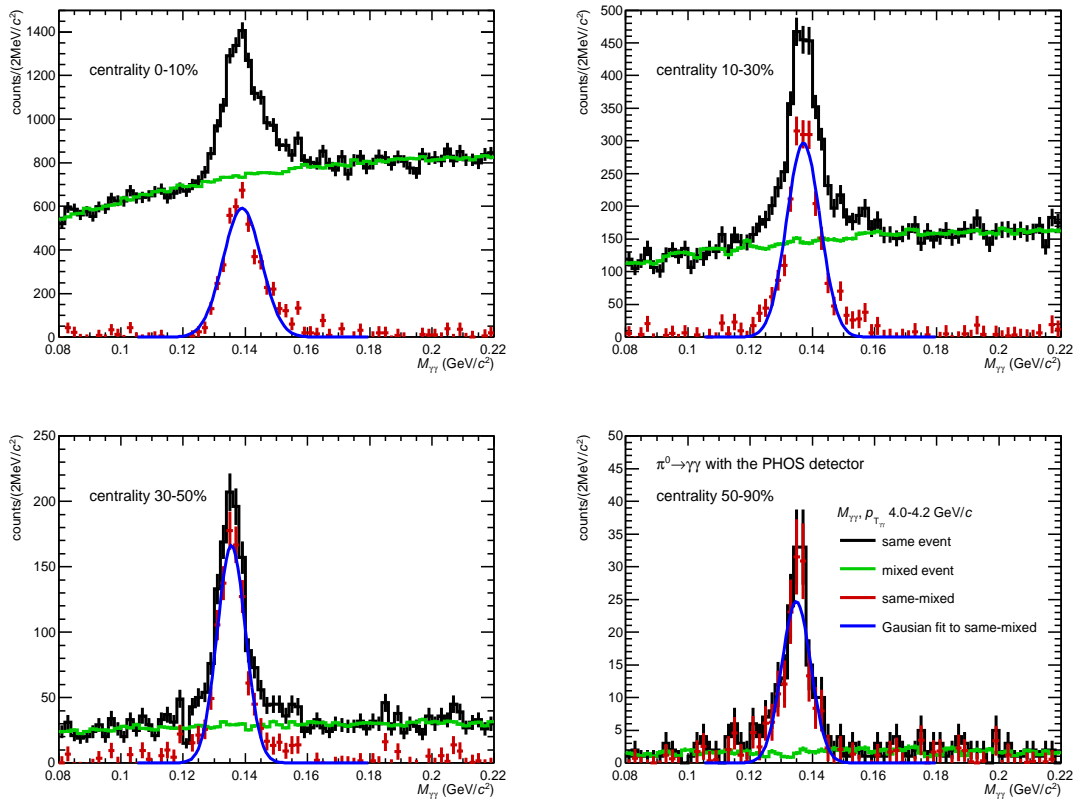 counts/(2MeV/c²)
1400
1200
1000
800
600
400
200
0
centrality 0-10%
0.08 0.1 0.12 0.14 0.16 0.18 0.2 0.22
Mγγ (GeV/c²)
counts/(2MeV/c²)
500
450
400
350
300
250
200
150
100
50
0
centrality 10-30%
0.08 0.1 0.12 0.14 0.16 0.18 0.2 0.22
Mγγ (GeV/c²)
counts/(2MeV/c²)
250
200
150
100
50
0
centrality 30-50%
0.08 0.1 0.12 0.14 0.16 0.18 0.2 0.22
Mγγ (GeV/c²)
counts/(2MeV/c²)
50
45
40
35
30
25
20
15
10
5
0
π⁰→γγ with the PHOS detector
centrality 50-90%
Mγγ, pT 4.0-4.2 GeV/c
same event
mixed event
same-mixed
Gausian fit to same-mixed
0.08 0.1 0.12 0.14 0.16 0.18 0.2 0.22
Mγγ (GeV/c²)